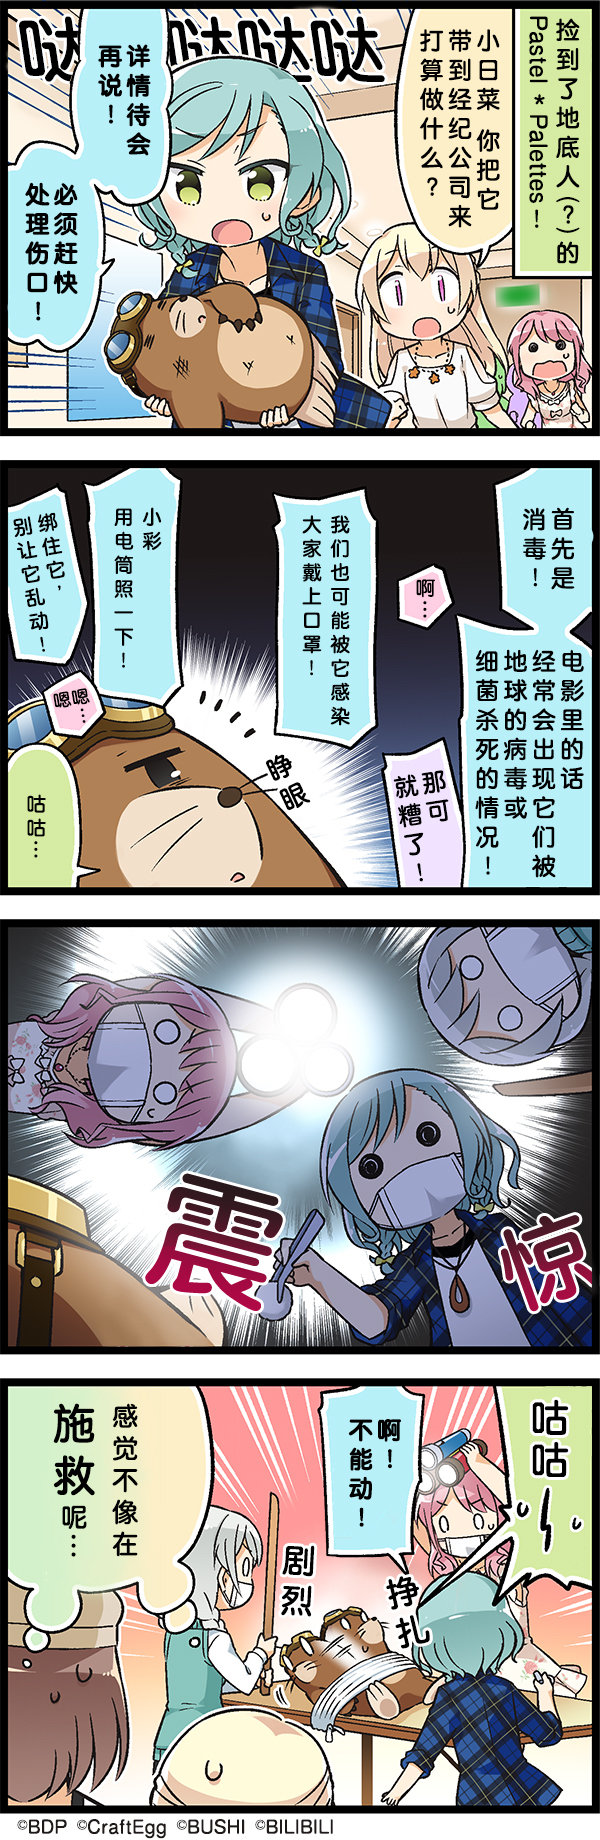 捡到了地底人(？)的
Pastel＊Palettes！
小日菜 你把它
带到经纪公司来
打算做什么？
哒哒哒哒
详情待会
再说！
必须赶快
处理伤口！
首先是
消毒！
电影里的话
经常会出现它们被
地球的病毒或
细菌杀死的情况！
啊…
那可
就糟了！
我们也可能被它感染
大家戴上口罩！
小彩
用电筒照一下！
嗯嗯…
绑住它，
别让它乱动！
睁
眼
咕咕…
震
惊
咕咕
啊！
不能动！
挣扎
剧烈
感觉不像在
施救呢…
©BDP ©CraftEgg ©BUSHI ©BILIBILI